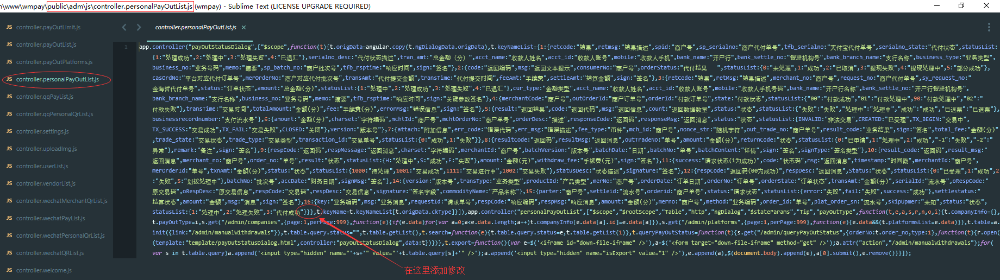 n\www\wmpay\public\adm\js\controller.personalPayOutList.js (wmpay) - Sublime Text (LICENSE UPGRADE REQUIRED)
JS controller.payOutLimit.js
JS controller.payOutList.js
JS controller.payOutPlatforms.js
JS controller.personalPayOutList.js
JS controller.qqPayList.js
JS controller.qqPersonalQrList.js
JS controller.settings.js
JS controller.uploadImg.js
JS controller.userList.js
JS controller.vendorList.js
JS controller.wechatMerchantQrList.js
JS controller.wechatPayList.js
JS controller.wechatPersonalQrList.js
JS controller.wechatQRList.js
JS controller.welcome.js
controller.personalPayOutList.js ×
1
app.controller("payOutStatusDialog",["$scope",function(t){t.origData=angular.copy(t.ngDialogData.origData),t.keyNameList={1:{retcode:"结果",retmsg:"结果描述",spid:"商户号",sp_serialno:"商户代付单号",tfb_serialno:"天付宝代付单号",serialno_state:"代付状态",statusList:
{1:"处理成功",2:"处理中",3:"处理失败",4:"已退汇"},serialno_desc:"代付状态描述",tran_amt:"总金额（分）",acct_name:"收款人姓名",acct_id:"收款人账号",mobile:"收款人手机",bank_name:"开户行",bank_settle_no:"银联机构号",bank_branch_name:"支行名称",business_type:"业务类型",
business_no:"业务号码",memo:"摘要",sp_batch_no:"商户批次号",tfb_rsptime:"响应时间",sign:"签名"},2:{code:"返回编码",msg:"返回文本提示",consumerNo:"商户号",orderStatus:"代付结果   ",statusList:{0:"未处理",1:"成功",2:"已取消",3:"提现失败",4:"提现处理中",5:"部分成功"},
casOrdNo:"平台对应代付订单号",merOrderNo:"商户对应代付批次号",transAmt:"代付提交金额",transTime:"代付提交时间",feeAmt:"手续费",settleAmt:"结算金额",sign:"签名"},3:{retCode:"结果",retMsg:"结果描述",merchant_no:"商户号",request_no:"商户代付单号",sy_request_no:"
金海哲代付单号",status:"订单状态",amount:"总金额(分)",statusList:{1:"处理中",2:"处理成功",3:"处理失败",4:"已退汇"},cur_type:"金额类型",acct_name:"收款人姓名",acct_id:"收款人账号",mobile:"收款人手机号码",bank_name:"开户行名称",bank_settle_no:"开户行银联机构号",
bank_branch_name:"支行名称",business_no:"业务号码",memo:"摘要",tfb_rsptime:"响应时间",sign:"关键参数签名"},4:{merchantCode:"商户号",outOrderId:"商户订单号",orderId:"付款订单号",state:"付款状态",statusList:{"00":"付款成功","01":"付款处理中",90:"付款处理中","02":"
付款失败"},transTime:"交易时间",totalAmount:"金额(分)",fee:"手续费(分)",errorMsg:"错误信息",sign:"签名"},5:{result:"返回结果",code:"返回代码",msg:"返回信息",count:"返回数据数量",status:"状态",statusList:{"失败":"失败","处理中":"处理中","成功":"成功","已退票":"已退票"},
businessrecordnumber:"支付流水号"},6:{amount:"金额(分)",charset:"字符编码",mchtId:"商户号",mchtOrderNo:"商户单号",orderDesc:"描述",responseCode:"返回码",responseMsg:"返回消息",status:"状态",statusList:{INVALID:"非法交易",CREATED:"已受理",TX_BEGIN:"交易中",
TX_SUCCESS:"交易成功",TX_FAIL:"交易失败",CLOSED:"关闭"},version:"版本号"},7:{attach:"附加信息",err_code:"错误代码",err_msg:"错误描述",fee_type:"币种",mch_id:"商户号",nonce_str:"随机字符",out_trade_no:"商户单号",result_code:"业务结果",sign:"签名",total_fee:"金额(分)"
,trade_state:"交易状态",trade_type:"交易类型",transaction_id:"交易单号",statusList:{0:"成功",1:"失败"}},8:{resultCode:"返回码",resultMsg:"返回消息",outTradeNo:"单号",amount:"金额(分)",returnCode:"状态",statusList:{0:"已申请",1:"处理中",2:"成功","-1":"失败","-2":"
异常"},remark:"备注",sign:"签名"},9:{respCode:"返回码",respMessage:"返回消息",charset:"字符编码",merchantId:"商户号",batchVersion:"版本号",batchDate:"日期",batchNo:"单号",batchContent:"详情",sign:"签名",signType:"签名类型"},10:{result_code:"返回码",result_msg:"
返回消息",merchant_no:"商户号",order_no:"单号",result:"状态",statusList:{H:"处理中",S:"成功",F:"失败"},amount:"金额(元)",withdraw_fee:"手续费(元)",sign:"签名"},11:{success:"请求状态(1为成功)",code:"状态码",msg:"返回消息",timestamp:"时间戳",merchantId:"商户号",
merOrderId:"单号",txnAmt:"金额(分)",status:"状态",statusList:{1000:"待处理",1001:"交易成功",1111:"交易进行中",1002:"交易失败"},statusDesc:"状态描述",signature:"签名"},12:{respCode:"返回码(00为成功)",respDesc:"返回消息",Status:"状态",statusList:{0:"已受理",1:"成功",2
:"失败",5:"划拨处理中"},batchNo:"批次号",accDate:"财务日期",signMsg:"签名"},14:{version:"版本号",transType:"业务类型",productId:"产品类型",merNo:"商户号",orderDate:"订单日期",orderNo:"订单号",orderState:"订单状态",transAmt:"金额(分)",serialId:"流水号",oRespCode:"
原交易码",oRespDesc:"原交易信息",respCode:"交易码",respDesc:"交易信息",signature:"签名字段",commodityName:"产品名称"},15:{parter:"商户号",settleid:"流水号",orderid:"商户单号",status:"请求状态",statusList:{error:"失败",fail:"失败",success:"成功"},settlestatus:"
结算状态",amount:"金额",msg:"消息",sign:"签名"},16:{key:"业务编码",msg:"业务消息",requestId:"请求单号",respCode:"响应编码",respMsg:"响应消息",amount:"金额(分)",merno:"商户号",method:"业务编码",order_id:"单号",plat_order_sn:"流水号",skipUpmer:"未知",status:"状态",
statusList:{1:"处理中",2:"处理失败",3:"代付成功"}}},t.keyName=t.keyNameList[t.origData.ckType]}]),app.controller("personalPayOutList",["$scope","$rootScope","Table","http","ngDialog","$stateParams","Tip","payOutType",function(t,e,a,s,r,n,o,i){t.companyInfo={},
t.payOutType=i,s.get("/admin/companies",{page:1,perPage:999},function(e){if(e.data)for(var a=0;a<e.data.length;a++)t.companyInfo[e.data[a].id]=e.data[a]}),s.get("/admin/platforms",{page:1,perPage:999},function(e){e.data&&(t.platformsList=e.data)}),t.table=a.
init({link:"/admin/manualWithdrawals"}),t.table.query.status="",t.table.getList(),t.search=function(e){t.table.query.status=e,t.table.getList(1)},t.queryPayOutStatus=function(t){s.get("/admin/queryPayOutStatus",{orderNo:t.order_no,type:1},function(t){r.open(
{template:"template/payOutStatusDialog.html",controller:"payOutStatusDialog",data:t})})},t.export=function(){var e=$('<iframe id="down-file-iframe" />'),a=$('<form target="down-file-iframe" method="get" />');a.attr("action","/admin/manualWithdrawals");for(
var s in t.table.query)a.append('<input type="hidden" name="'+s+'" value="'+t.table.query[s]+'" />');a.append('<input type="hidden" name="isExport" value="1" />'),e.append(a),$(document.body).append(e),a[0].submit(),e.remove()}}]);
在这里添加修改